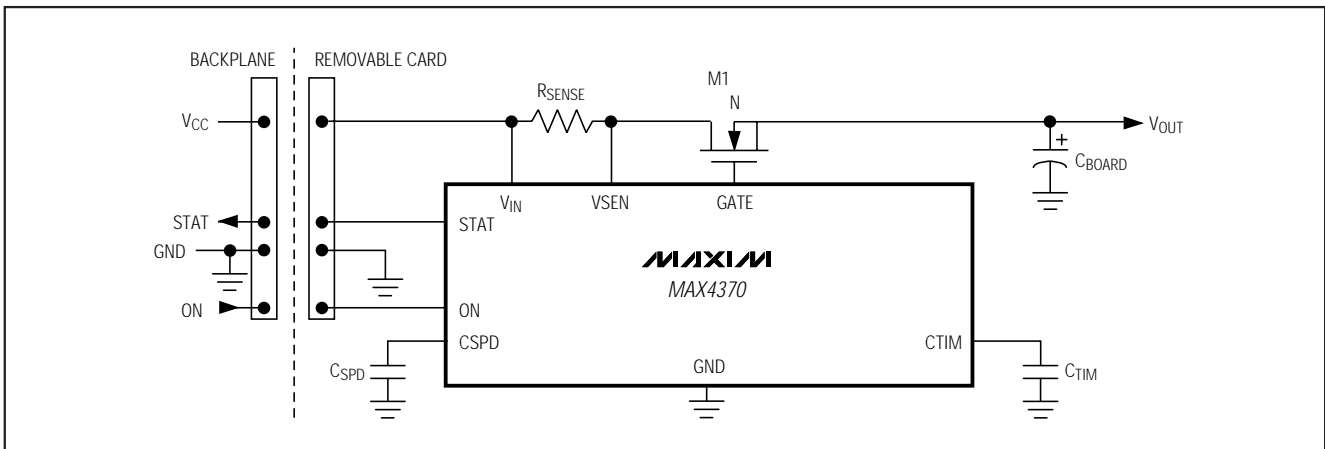 BACKPLANE REMOVABLE CARD
M1
RSENSE
N
VCC
VOUT
+
CBOARD
VIN VSEN GATE
STAT STAT
GND
MAXIM
MAX4370
ON ON
CSPD CTIM
GND
CSPD CTIM